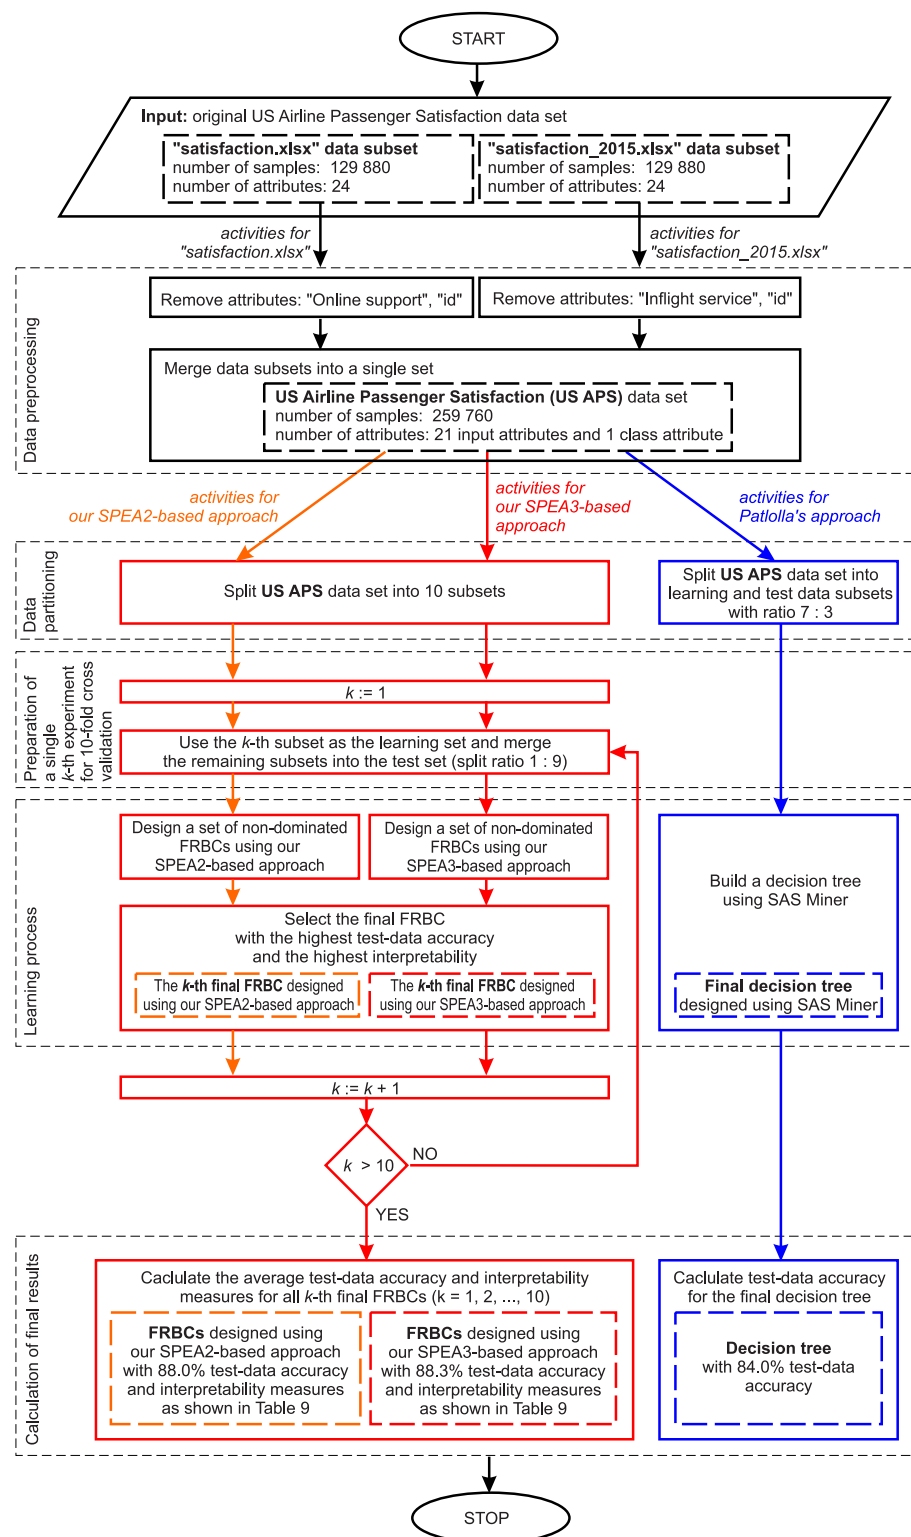 START
Input: original US Airline Passenger Satisfaction data set
"satisfaction.xlsx" data subset
number of samples: 129 880
number of attributes: 24
"satisfaction_2015.xlsx" data subset
number of samples: 129 880
number of attributes: 24
activities for
"satisfaction.xlsx"
activities for
"satisfaction_2015.xlsx"
Data preprocessing
Remove attributes: "Online support", "id"
Remove attributes: "Inflight service", "id"
Merge data subsets into a single set
US Airline Passenger Satisfaction (US APS) data set
number of samples: 259 760
number of attributes: 21 input attributes and 1 class attribute
activities for
our SPEA2-based approach
activities for
our SPEA3-based
approach
activities for
Patlolla's approach
Data
partitioning
Split US APS data set into 10 subsets
Split US APS data set into
learning and test data subsets
with ratio 7 : 3
Preparation of
a single
k-th experiment
for 10-fold cross
validation
k := 1
Use the k-th subset as the learning set and merge
the remaining subsets into the test set (split ratio 1 : 9)
Learning process
Design a set of non-dominated
FRBCs using our
SPEA2-based approach
Design a set of non-dominated
FRBCs using our
SPEA3-based approach
Build a decision tree
using SAS Miner
Select the final FRBC
with the highest test-data accuracy
and the highest interpretability
The k-th final FRBC designed
using our SPEA2-based approach
The k-th final FRBC designed
using our SPEA3-based approach
Final decision tree
designed using SAS Miner
k := k + 1
k > 10
NO
YES
Calculation of final results
Caclulate the average test-data accuracy and interpretability
measures for all k-th final FRBCs (k = 1, 2, ..., 10)
FRBCs designed using
our SPEA2-based approach
with 88.0% test-data accuracy
and interpretability measures
as shown in Table 9
FRBCs designed using
our SPEA3-based approach
with 88.3% test-data accuracy
and interpretability measures
as shown in Table 9
Caclulate test-data accuracy
for the final decision tree
Decision tree
with 84.0% test-data
accuracy
STOP